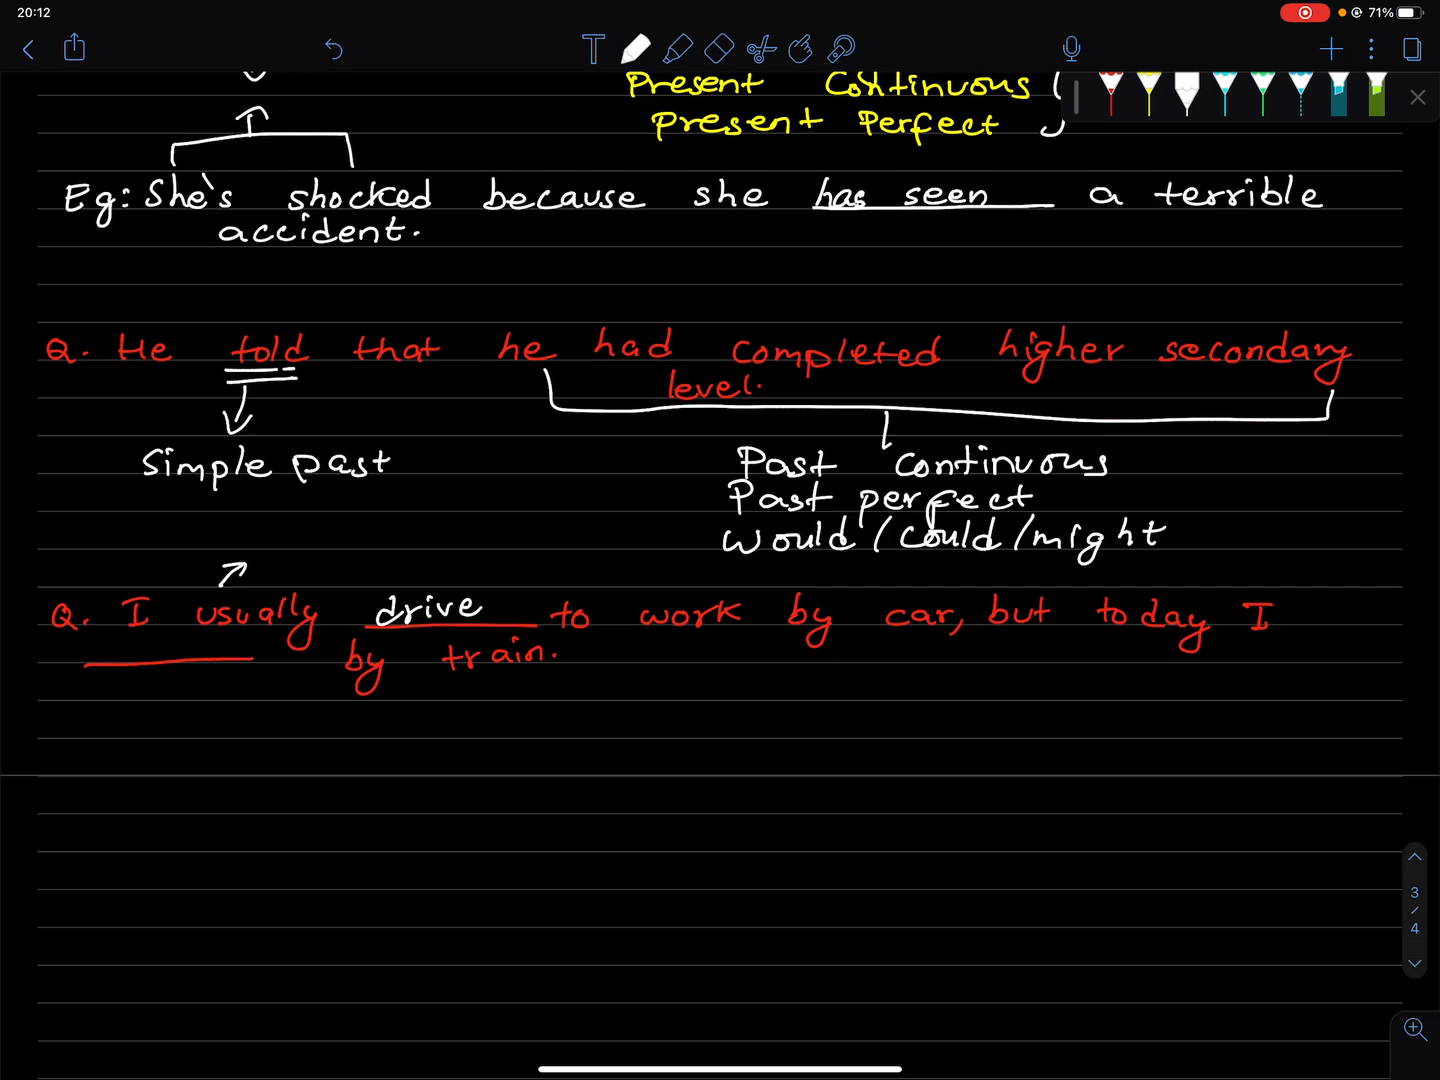 20:12
71%
Present Continuous
Present Perfect
Eg: She's shocked because she has seen a terrible
accident.
Q. He told that he had completed higher secondary
level.
Simple past
Past continuous
Past perfect
would / could / might
Q. I usually drive to work by car, but today I
by train.
3
/
4